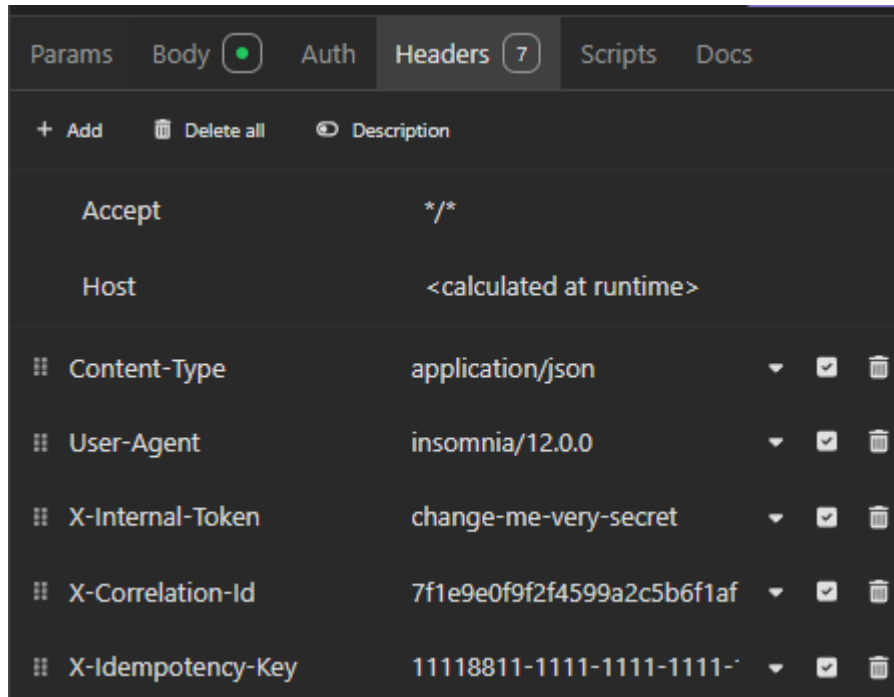 Params Body Auth Headers 7 Scripts Docs
+ Add Delete all Description
Accept */*
Host <calculated at runtime>
Content-Type application/json
User-Agent insomnia/12.0.0
X-Internal-Token change-me-very-secret
X-Correlation-Id 7f1e9e0f9f2f4599a2c5b6f1af
X-Idempotency-Key 11118811-1111-1111-1111-